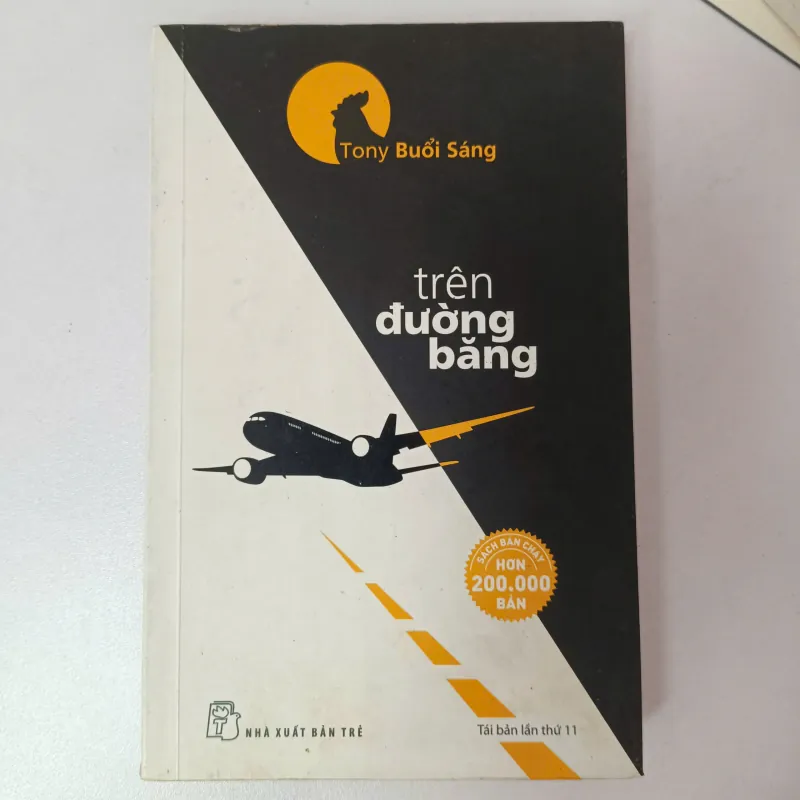 Tony Buổi Sáng
trên
đường
băng
SÁCH BÁN CHẠY
HƠN
200.000
BẢN
NHÀ XUẤT BẢN TRẺ
Tái bản lần thứ 11